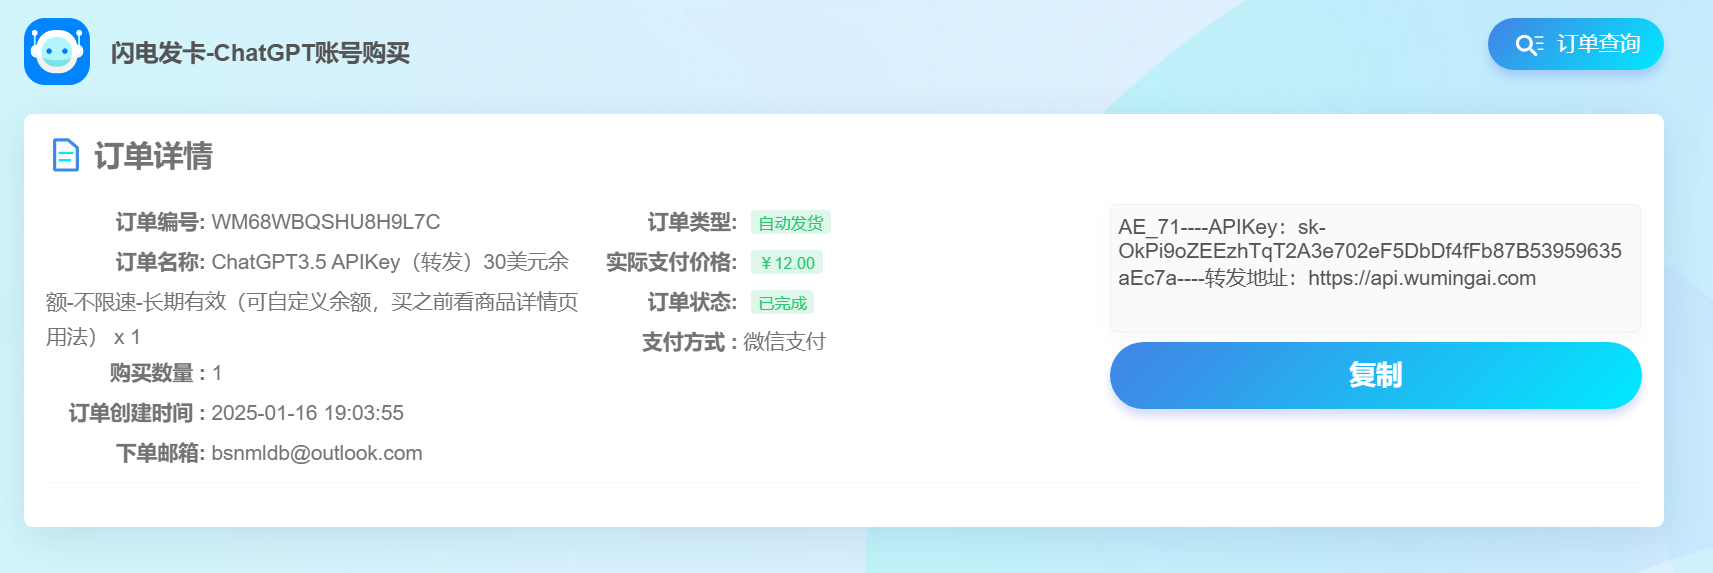 闪电发卡-ChatGPT账号购买
订单查询
订单详情
订单编号: WM68WBQSHU8H9L7C
订单名称: ChatGPT3.5 APIKey（转发）30美元余
额-不限速-长期有效（可自定义余额，买之前看商品详情页
用法） x 1
购买数量 : 1
订单创建时间 : 2025-01-16 19:03:55
下单邮箱: bsnmldb@outlook.com
订单类型: 自动发货
实际支付价格: ¥12.00
订单状态: 已完成
支付方式 : 微信支付
AE_71----APIKey：sk-
OkPi9oZEEzhTqT2A3e702eF5DbDf4fFb87B53959635
aEc7a----转发地址：https://api.wumingai.com
复制